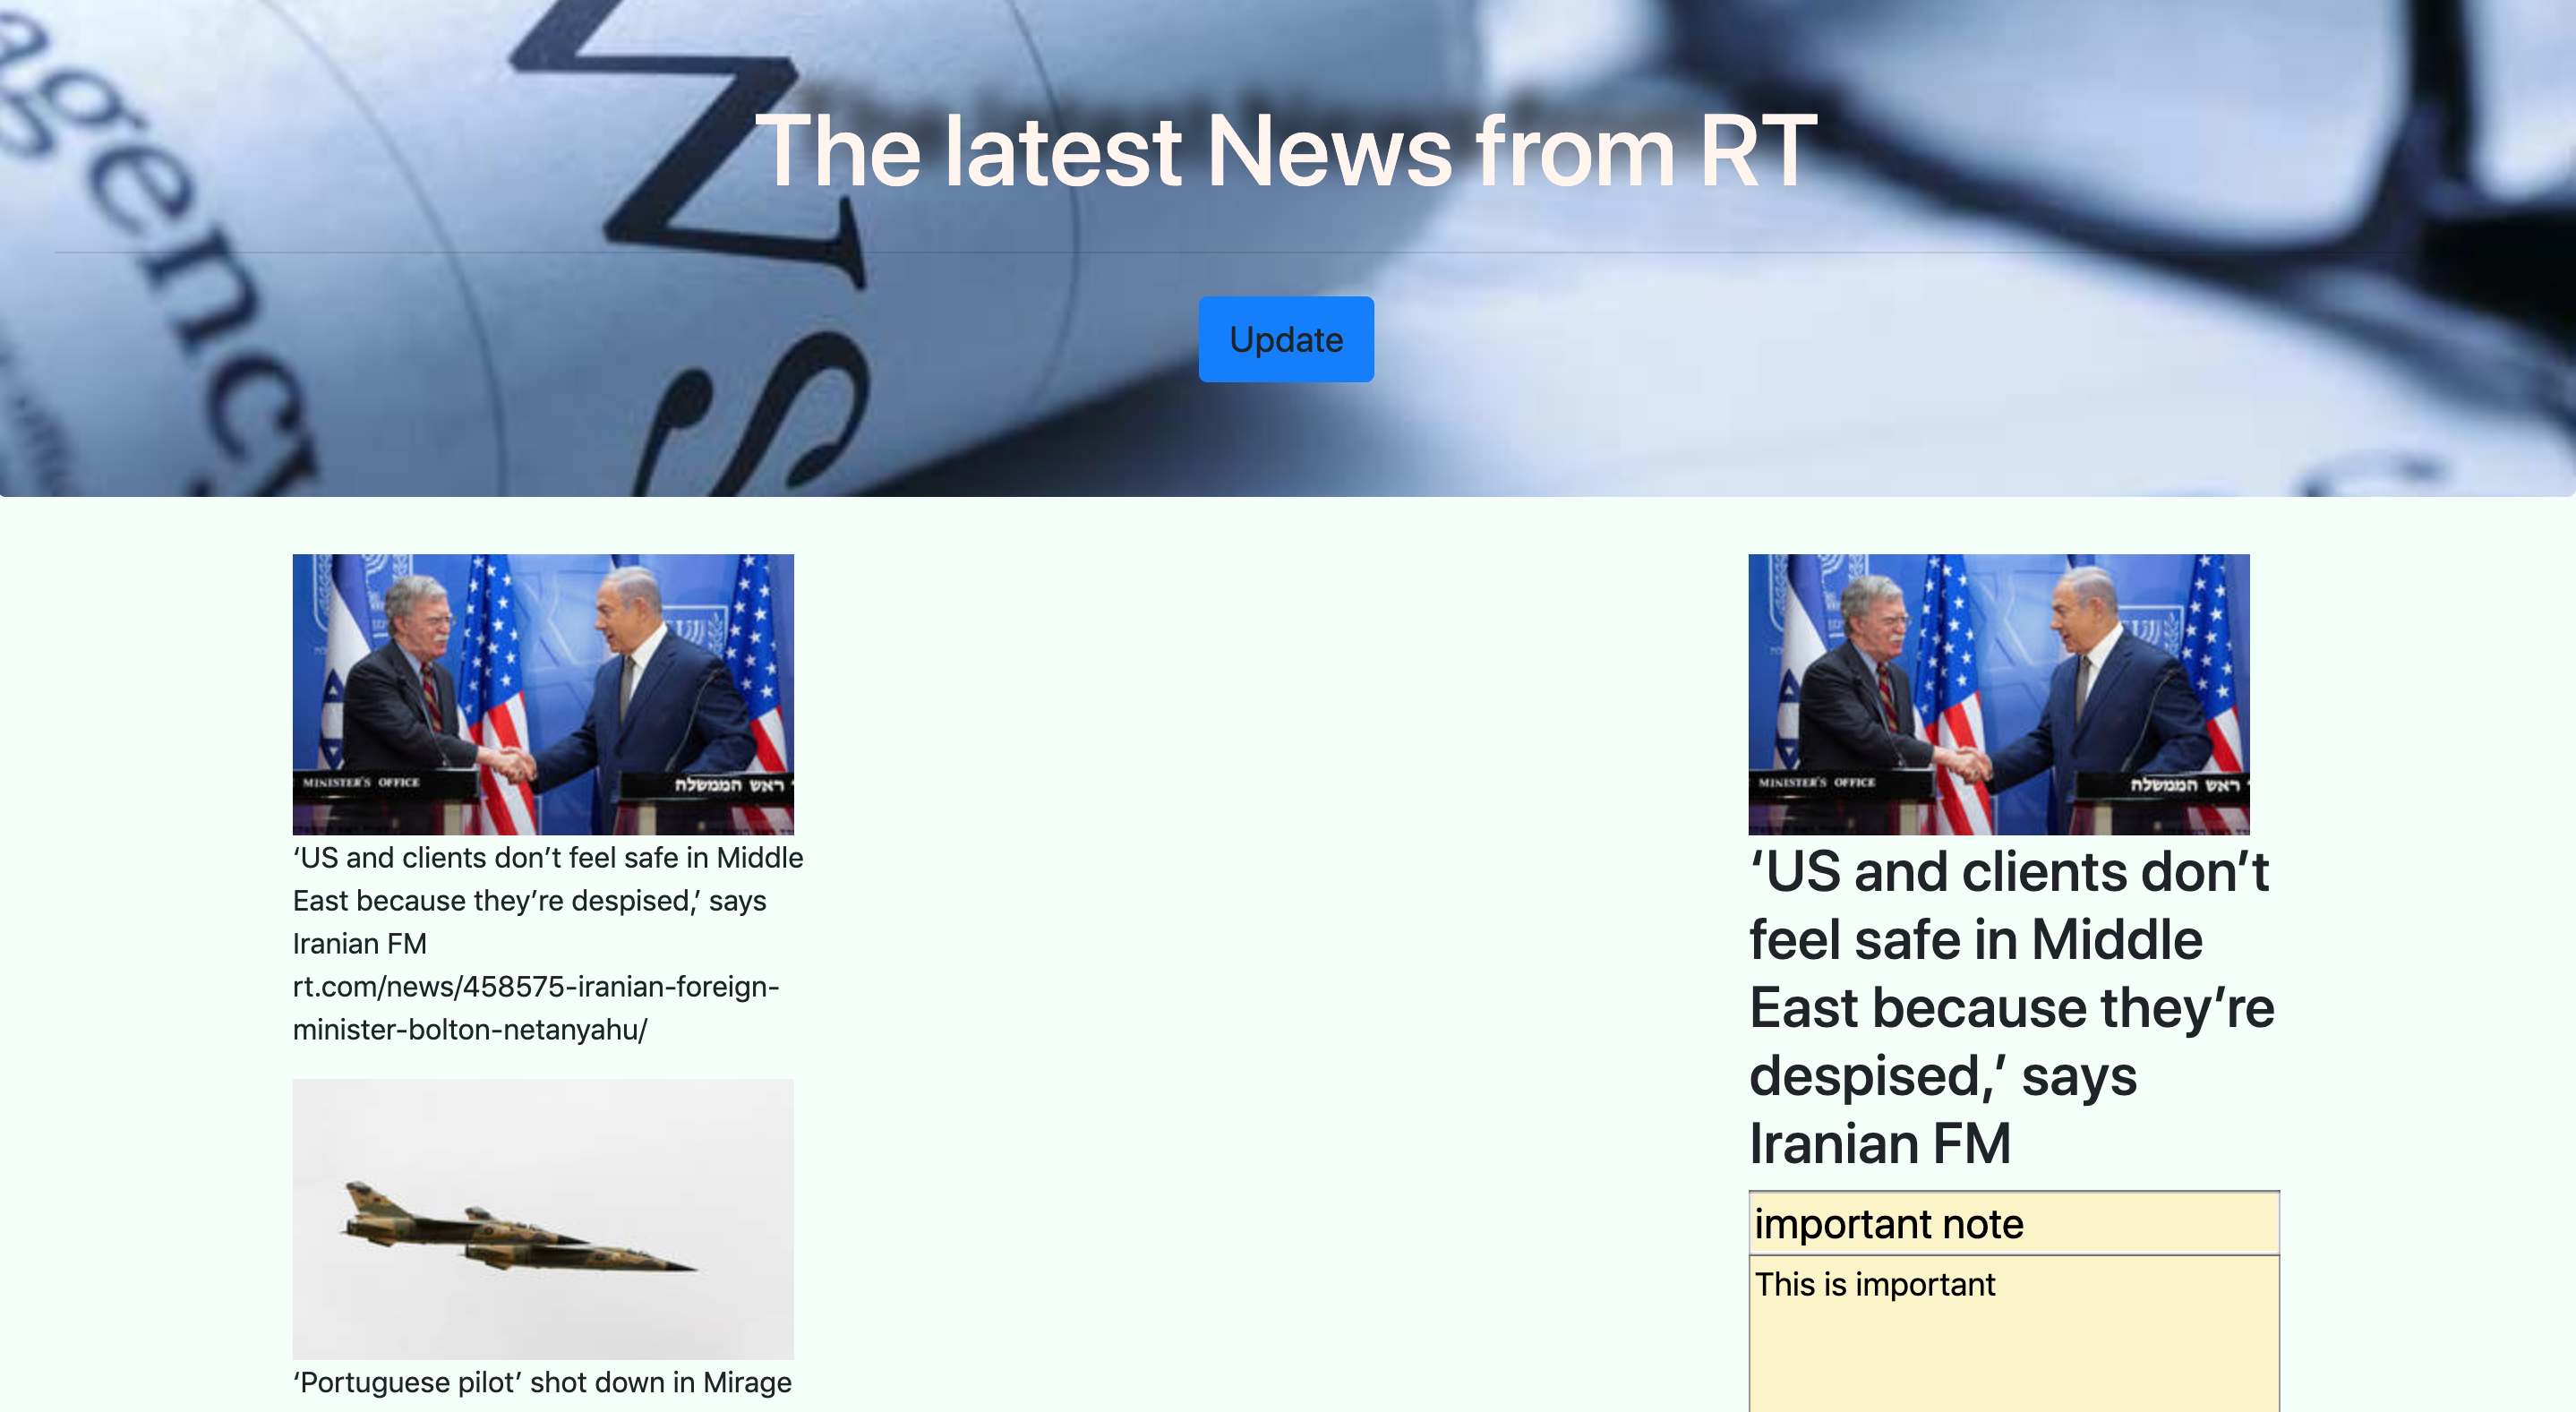 agency
N
S
The latest News from RT
Update
MINISTER'S OFFICE
ראש הממשלה
‘US and clients don’t feel safe in Middle
East because they’re despised,’ says
Iranian FM
rt.com/news/458575-iranian-foreign-
minister-bolton-netanyahu/
‘Portuguese pilot’ shot down in Mirage
MINISTER'S OFFICE
ראש הממשלה
‘US and clients don’t
feel safe in Middle
East because they’re
despised,’ says
Iranian FM
important note
This is important